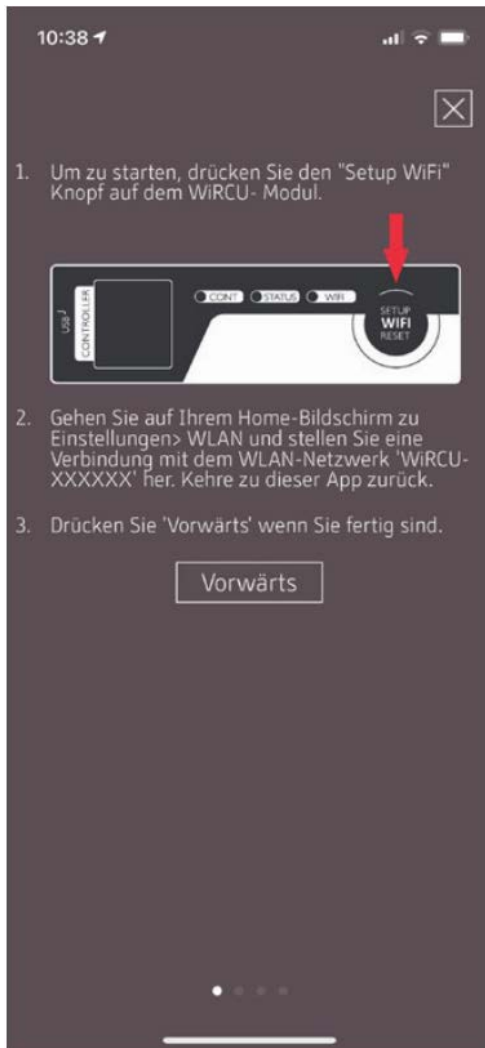 10:38
1. Um zu starten, drücken Sie den "Setup WiFi"
Knopf auf dem WiRCU- Modul.
USB
CONTROLLER
CONT
STATUS
WIFI
SETUP
WIFI
RESET
2. Gehen Sie auf Ihrem Home-Bildschirm zu
Einstellungen> WLAN und stellen Sie eine
Verbindung mit dem WLAN-Netzwerk 'WiRCU-
XXXXXX' her. Kehre zu dieser App zurück.
3. Drücken Sie 'Vorwärts' wenn Sie fertig sind.
Vorwärts